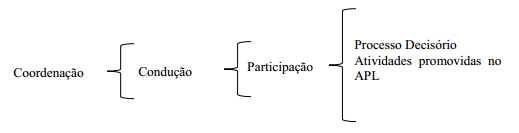 Coordenação
Condução
Participação
Processo Decisório
Atividades promovidas no
APL